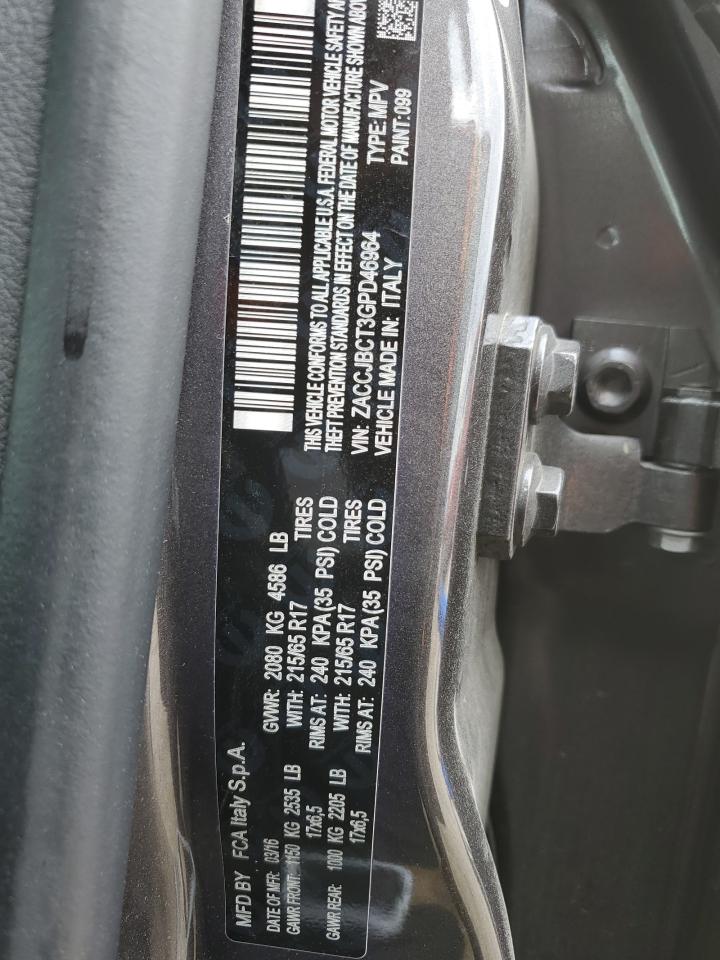 MFD BY FCA Italy S.p.A.
DATE OF MFR: 03/16 GVWR: 2080 KG 4586 LB
GAWR FRONT: 1150 KG 2535 LB WITH: 215/65 R17 TIRES
17x6,5 RIMS AT: 240 KPA(35 PSI) COLD
GAWR REAR: 1000 KG 2205 LB WITH: 215/65 R17 TIRES
17x6,5 RIMS AT: 240 KPA(35 PSI) COLD
THIS VEHICLE CONFORMS TO ALL APPLICABLE U.S.A. FEDERAL MOTOR VEHICLE SAFETY
THEFT PREVENTION STANDARDS IN EFFECT ON THE DATE OF MANUFACTURE SHOWN
VIN: ZACCJBCT3GPD46964 TYPE: MPV
VEHICLE MADE IN: ITALY PAINT: 099